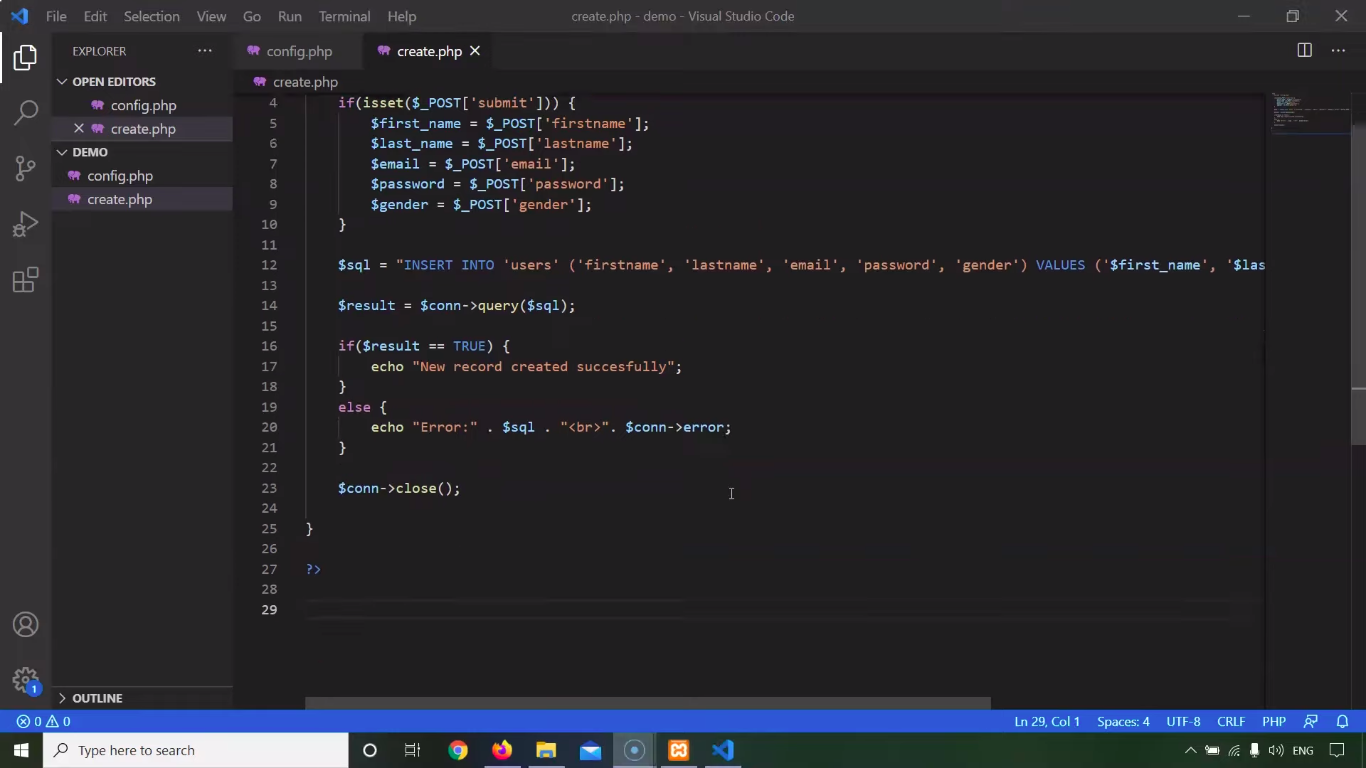 File Edit Selection View Go Run Terminal Help create.php - demo - Visual Studio Code
EXPLORER config.php create.php
OPEN EDITORS create.php
config.php
create.php
DEMO
config.php
create.php
4 if(isset($_POST['submit'])) {
5 $first_name = $_POST['firstname'];
6 $last_name = $_POST['lastname'];
7 $email = $_POST['email'];
8 $password = $_POST['password'];
9 $gender = $_POST['gender'];
10 }
11
12 $sql = "INSERT INTO 'users' ('firstname', 'lastname', 'email', 'password', 'gender') VALUES ('$first_name', '$las
13
14 $result = $conn->query($sql);
15
16 if($result == TRUE) {
17 echo "New record created succesfully";
18 }
19 else {
20 echo "Error:" . $sql . "<br>". $conn->error;
21 }
22
23 $conn->close();
24
25 }
26
27 ?>
28
29
OUTLINE
1
0 0 Ln 29, Col 1 Spaces: 4 UTF-8 CRLF PHP
Type here to search ENG